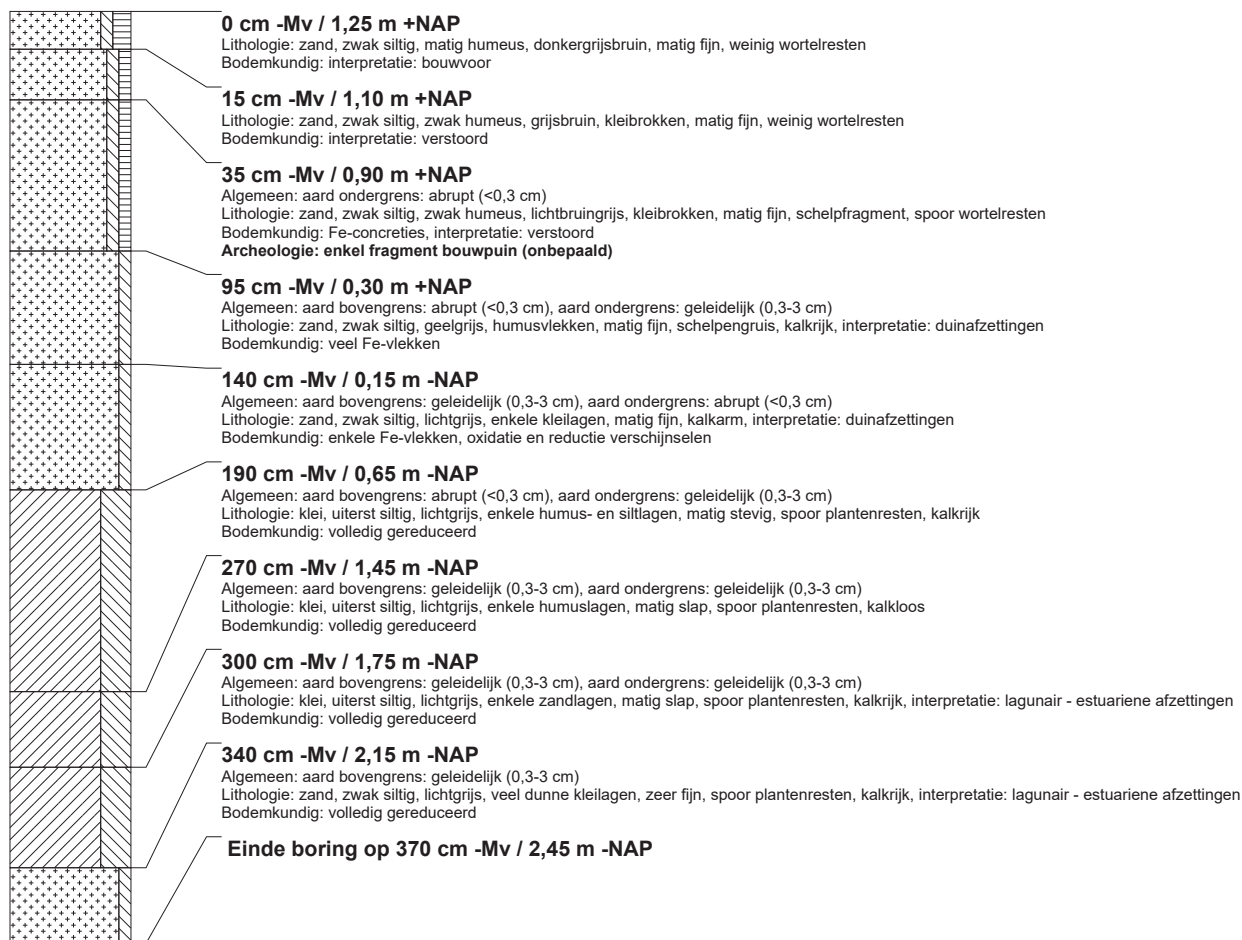 0 cm -Mv / 1,25 m +NAP
Lithologie: zand, zwak siltig, matig humeus, donkergrijsbruin, matig fijn, weinig wortelresten
Bodemkundig: interpretatie: bouwvoor
15 cm -Mv / 1,10 m +NAP
Lithologie: zand, zwak siltig, zwak humeus, grijsbruin, kleibrokken, matig fijn, weinig wortelresten
Bodemkundig: interpretatie: verstoord
35 cm -Mv / 0,90 m +NAP
Algemeen: aard ondergrens: abrupt (<0,3 cm)
Lithologie: zand, zwak siltig, zwak humeus, lichtbruingrijs, kleibrokken, matig fijn, schelpfragment, spoor wortelresten
Bodemkundig: Fe-concreties, interpretatie: verstoord
Archeologie: enkel fragment bouwpuin (onbepaald)
95 cm -Mv / 0,30 m +NAP
Algemeen: aard bovengrens: abrupt (<0,3 cm), aard ondergrens: geleidelijk (0,3-3 cm)
Lithologie: zand, zwak siltig, geelgrijs, humusvlekken, matig fijn, schelpengruis, kalkrijk, interpretatie: duinafzettingen
Bodemkundig: veel Fe-vlekken
140 cm -Mv / 0,15 m -NAP
Algemeen: aard bovengrens: geleidelijk (0,3-3 cm), aard ondergrens: abrupt (<0,3 cm)
Lithologie: zand, zwak siltig, lichtgrijs, enkele kleilagen, matig fijn, kalkarm, interpretatie: duinafzettingen
Bodemkundig: enkele Fe-vlekken, oxidatie en reductie verschijnselen
190 cm -Mv / 0,65 m -NAP
Algemeen: aard bovengrens: abrupt (<0,3 cm), aard ondergrens: geleidelijk (0,3-3 cm)
Lithologie: klei, uiterst siltig, lichtgrijs, enkele humus- en siltlagen, matig stevig, spoor plantenresten, kalkrijk
Bodemkundig: volledig gereduceerd
270 cm -Mv / 1,45 m -NAP
Algemeen: aard bovengrens: geleidelijk (0,3-3 cm), aard ondergrens: geleidelijk (0,3-3 cm)
Lithologie: klei, uiterst siltig, lichtgrijs, enkele humuslagen, matig slap, spoor plantenresten, kalkloos
Bodemkundig: volledig gereduceerd
300 cm -Mv / 1,75 m -NAP
Algemeen: aard bovengrens: geleidelijk (0,3-3 cm), aard ondergrens: geleidelijk (0,3-3 cm)
Lithologie: klei, uiterst siltig, lichtgrijs, enkele zandlagen, matig slap, spoor plantenresten, kalkrijk, interpretatie: lagunair - estuariene afzettingen
Bodemkundig: volledig gereduceerd
340 cm -Mv / 2,15 m -NAP
Algemeen: aard bovengrens: geleidelijk (0,3-3 cm)
Lithologie: zand, zwak siltig, lichtgrijs, veel dunne kleilagen, zeer fijn, spoor plantenresten, kalkrijk, interpretatie: lagunair - estuariene afzettingen
Bodemkundig: volledig gereduceerd
Einde boring op 370 cm -Mv / 2,45 m -NAP